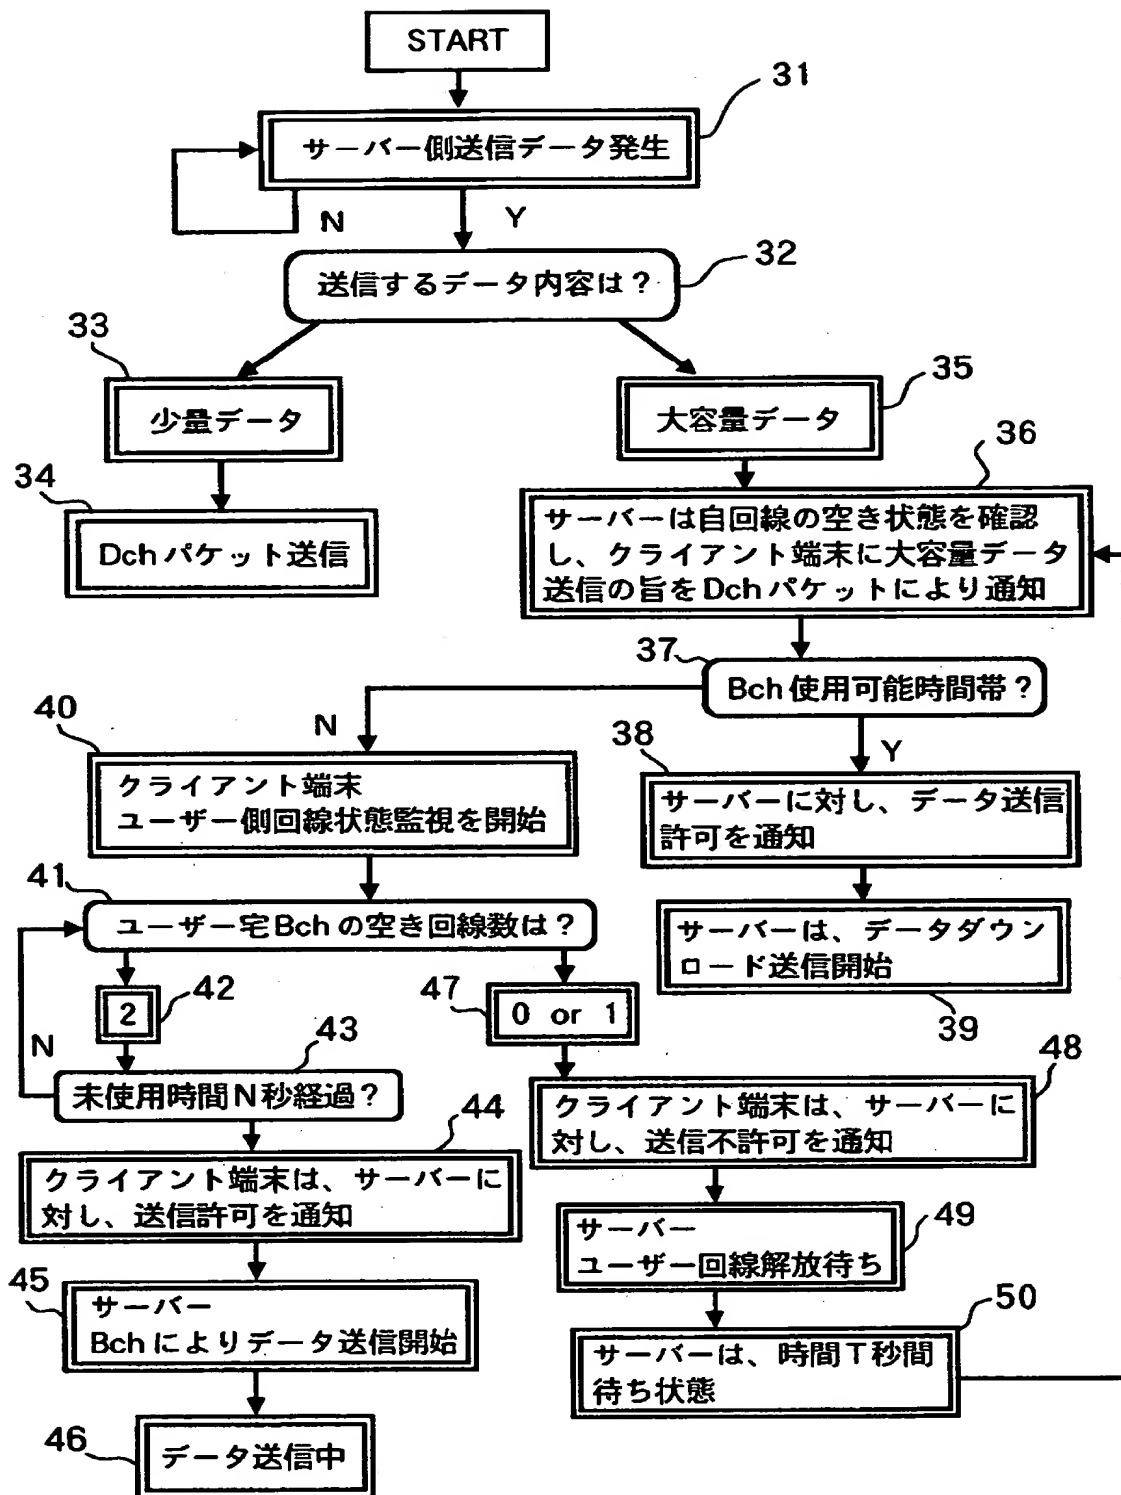 START
31
サーバー側送信データ発生
N
Y
32
送信するデータ内容は？
33
少量データ
34
Dchパケット送信
35
大容量データ
36
サーバーは自回線の空き状態を確認
し、クライアント端末に大容量データ
送信の旨をDchパケットにより通知
37
Bch使用可能時間帯？
N
Y
40
クライアント端末
ユーザー側回線状態監視を開始
38
サーバーに対し、データ送信
許可を通知
41
ユーザー宅Bchの空き回線数は？
サーバーは、データダウン
ロード送信開始
39
42
2
47
0 or 1
N
43
未使用時間N秒経過？
48
クライアント端末は、サーバーに
対し、送信不許可を通知
44
クライアント端末は、サーバーに
対し、送信許可を通知
49
サーバー
ユーザー回線解放待ち
45
サーバー
Bchによりデータ送信開始
50
サーバーは、時間T秒間
待ち状態
46
データ送信中